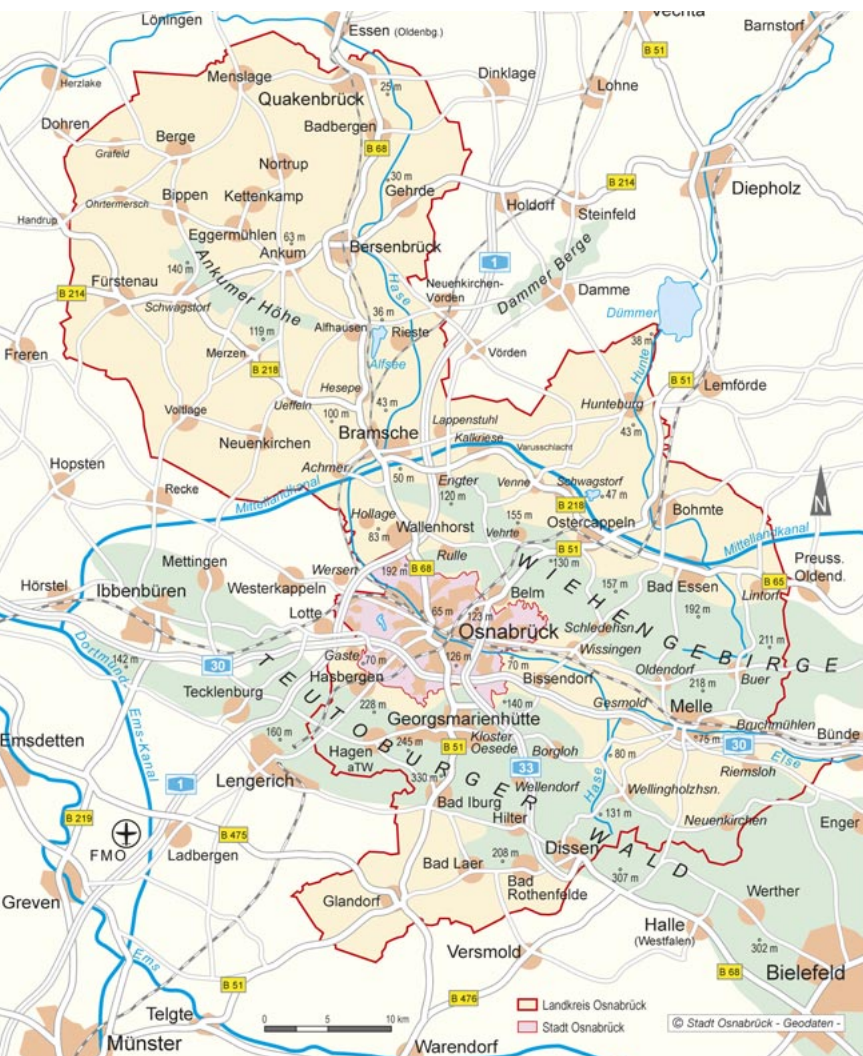 Löningen
Essen (Oldenbg.)
Vechta
B 51
Barnstorf
Herzlake
Menslage
25 m
Dinklage
Lohne
Quakenbrück
Dohren
Badbergen
Berge
B 68
Grafeld
Nortrup
30 m
B 214
Diepholz
Ohrtermersch
Bippen
Kettenkamp
Gehrde
Holdorf
Steinfeld
Handrup
Eggermühlen
63 m
Bersenbrück
Ankum
140 m
1
Ankumer Höhe
Hase
Dammer Berge
Fürstenau
Neuenkirchen-
Vörden
Damme
B 214
Schwagstorf
36 m
Dümmer
119 m
Alfhausen
Rieste
38 m
Freren
Merzen
Vörden
Alfsee
Hunte
B 218
B 51
Lemförde
Hesepe
Ueffeln
43 m
Hunteburg
Voltlage
100 m
Lappenstuhl
43 m
Neuenkirchen
Bramsche
Kalkriese
Varusschlacht
Hopsten
Achmer
50 m
Engter
Venne
Schwagstorf
Recke
120 m
47 m
Mittellandkanal
Hollage
B 218
Bohmte
N
83 m
Wallenhorst
155 m
Ostercappeln
Vehrte
Mittellandkanal
Mettingen
Rulle
B 51
Preuss.
Oldend.
Wersen
192 m
B 68
130 m
Hörstel
Ibbenbüren
Westerkappeln
WIEHENGEBIRGE
157 m
Bad Essen
B 65
Belm
Lintorf
Lotte
65 m
123 m
192 m
Osnabrück
Schledehsn.
Dortmund
Ems-Kanal
211 m
142 m
30
Gaste
70 m
126 m
70 m
Wissingen
Oldendorf
Buer
Hasbergen
Bissendorf
218 m
Tecklenburg
TEUTOBURGER WALD
228 m
140 m
Gesmold
Melle
Georgsmarienhütte
Bruchmühlen
Bünde
160 m
Kloster
Oesede
75 m
30
Emsdetten
Hagen
aTW
245 m
B 51
Borgloh
80 m
Else
33
Riemsloh
1
Lengerich
330 m
Wellendorf
Hase
Wellingholzhsn.
Bad Iburg
B 219
Hilter
131 m
Neuenkirchen
Enger
FMO
B 475
Ladbergen
Dissen
208 m
Bad Laer
307 m
Werther
Greven
Glandorf
Bad
Rothenfelde
Halle
(Westfalen)
302 m
Ems
Versmold
B 68
Bielefeld
B 51
B 476
Telgte
Landkreis Osnabrück
0 5 10 km
Stadt Osnabrück
© Stadt Osnabrück - Geodaten -
Münster
Warendorf